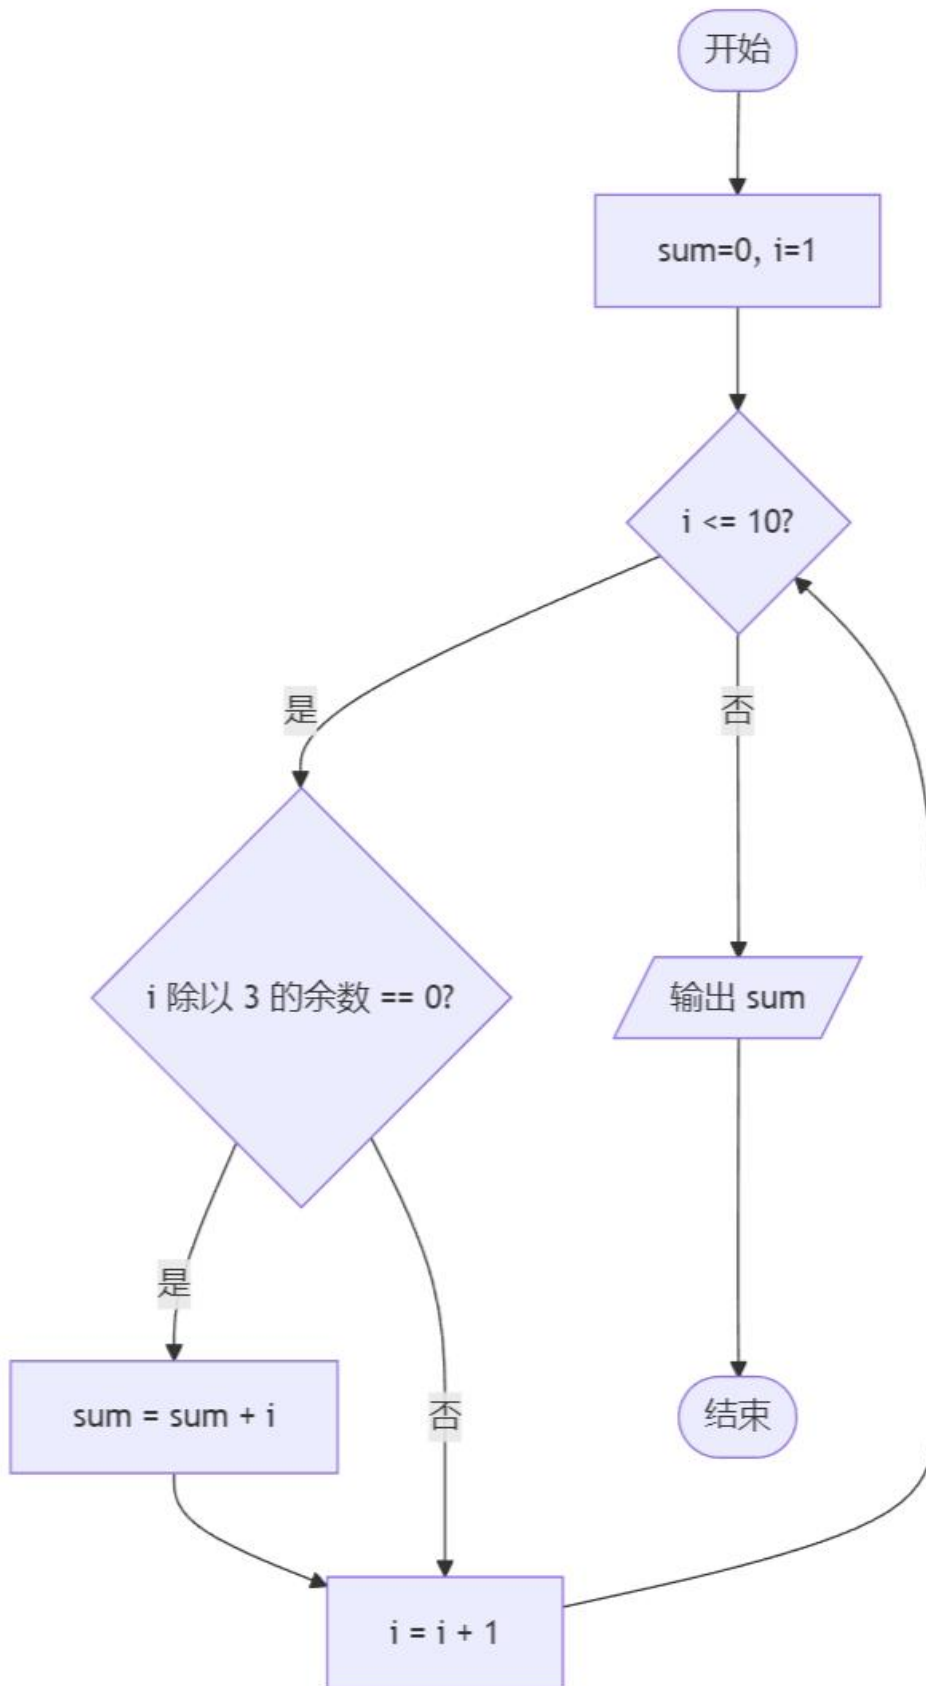 开始
sum=0, i=1
i <= 10?
是
否
i 除以 3 的余数 == 0?
输出 sum
是
否
sum = sum + i
结束
i = i + 1